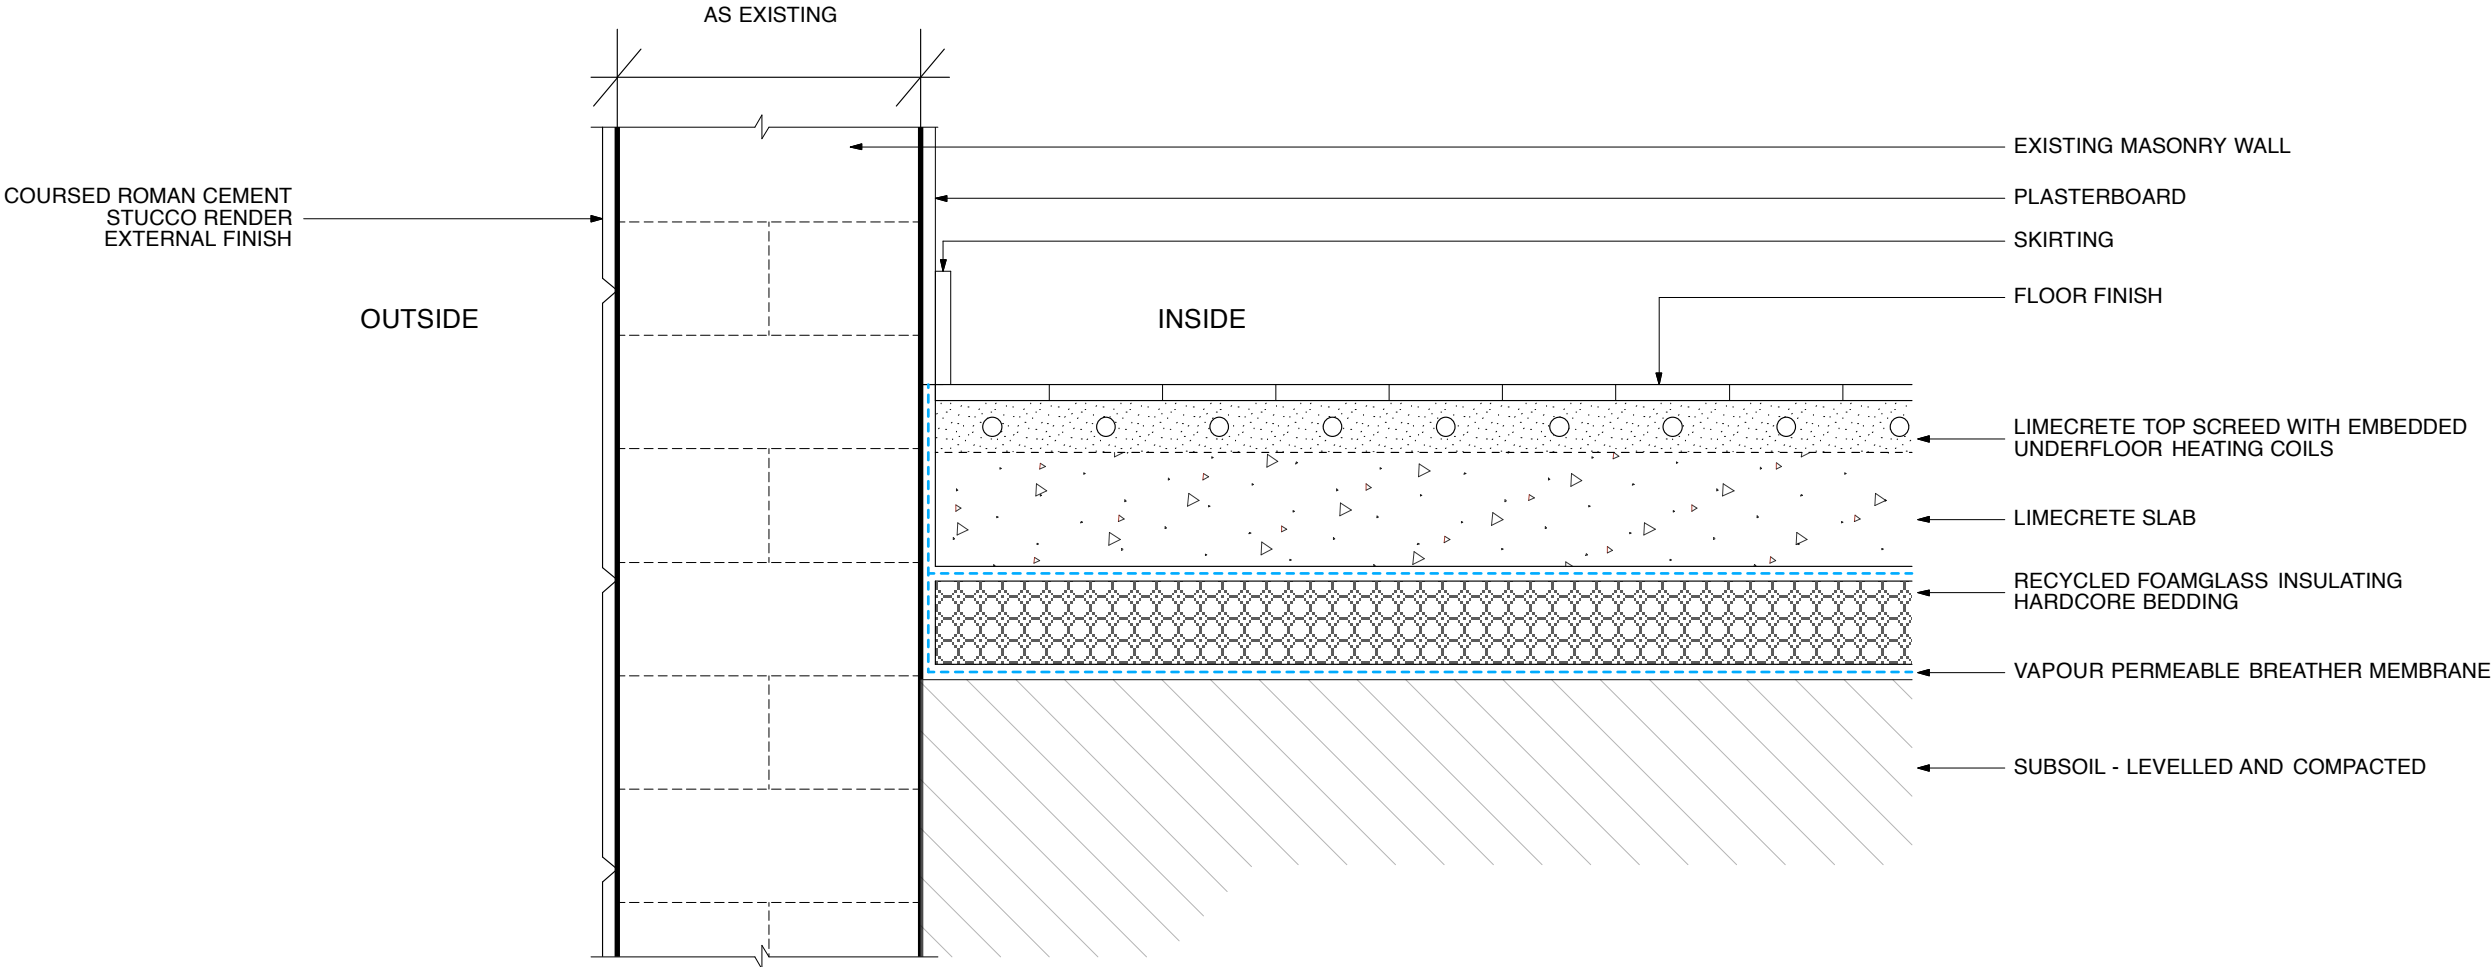 AS EXISTING
EXISTING MASONRY WALL
COURSED ROMAN CEMENT
STUCCO RENDER
EXTERNAL FINISH
PLASTERBOARD
SKIRTING
FLOOR FINISH
OUTSIDE
INSIDE
LIMECRETE TOP SCREED WITH EMBEDDED
UNDERFLOOR HEATING COILS
LIMECRETE SLAB
RECYCLED FOAMGLASS INSULATING
HARDCORE BEDDING
VAPOUR PERMEABLE BREATHER MEMBRANE
SUBSOIL - LEVELLED AND COMPACTED